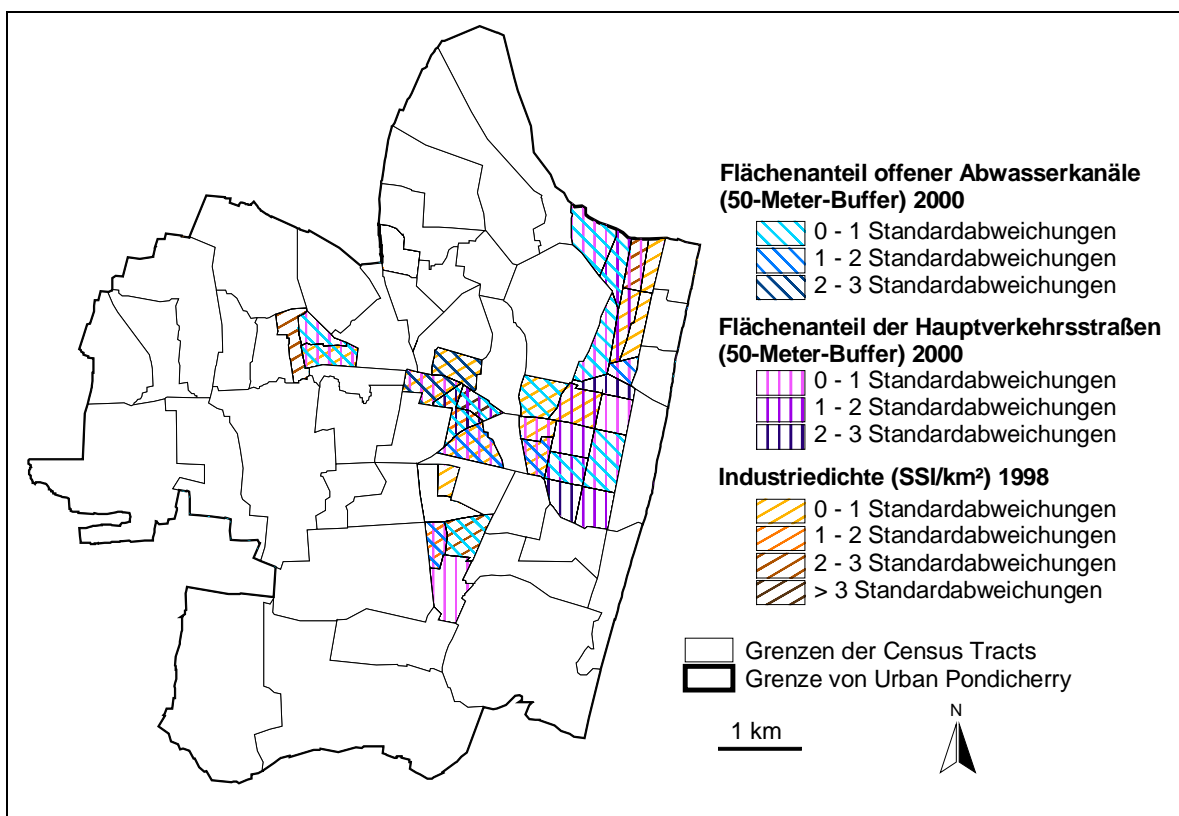 Flächenanteil offener Abwasserkanäle
(50-Meter-Buffer) 2000
0 - 1 Standardabweichungen
1 - 2 Standardabweichungen
2 - 3 Standardabweichungen
Flächenanteil der Hauptverkehrsstraßen
(50-Meter-Buffer) 2000
0 - 1 Standardabweichungen
1 - 2 Standardabweichungen
2 - 3 Standardabweichungen
Industriedichte (SSI/km²) 1998
0 - 1 Standardabweichungen
1 - 2 Standardabweichungen
2 - 3 Standardabweichungen
> 3 Standardabweichungen
Grenzen der Census Tracts
Grenze von Urban Pondicherry
1 km
N